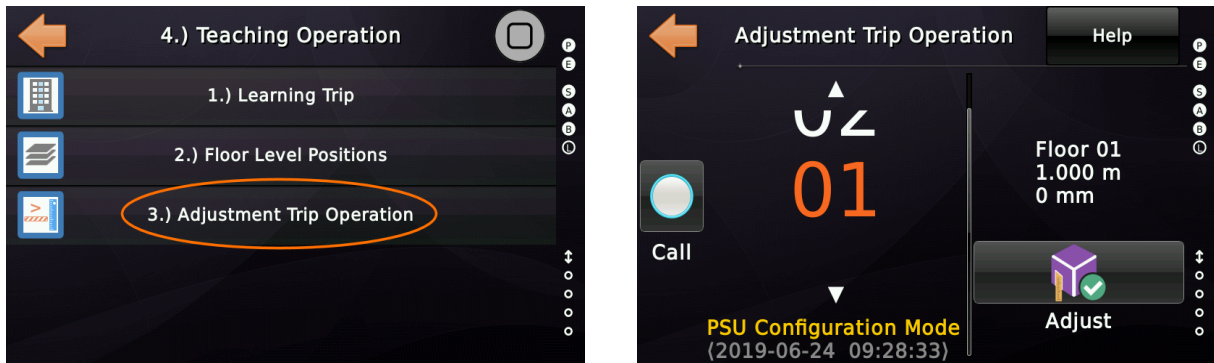 4.) Teaching Operation
1.) Learning Trip
2.) Floor Level Positions
3.) Adjustment Trip Operation
P
E
S
A
B
L
Adjustment Trip Operation
Help
02
01
Call
Floor 01
1.000 m
0 mm
Adjust
PSU Configuration Mode
(2019-06-24 09:28:33)
P
E
S
A
B
L